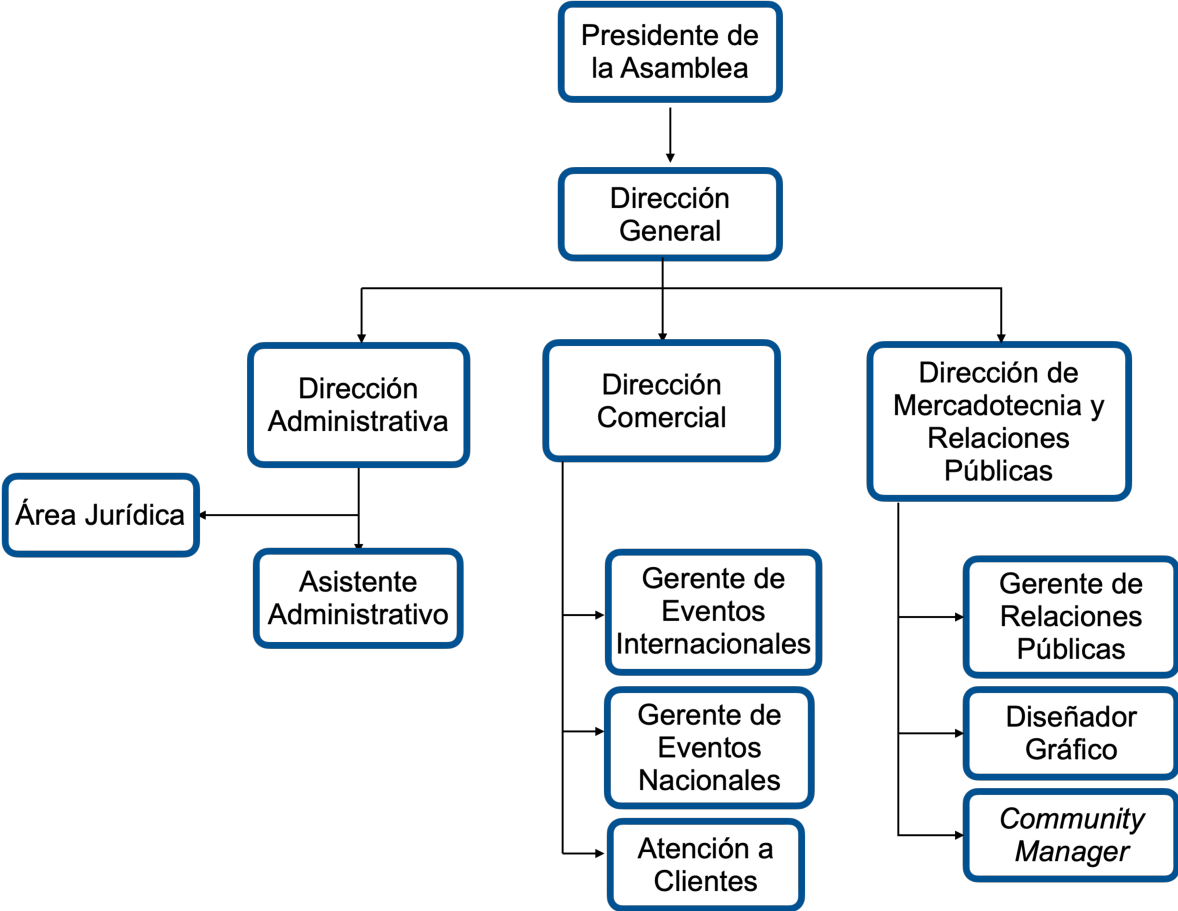 Presidente de
la Asamblea
Dirección
General
Dirección
Administrativa
Dirección
Comercial
Dirección de
Mercadotecnia y
Relaciones
Públicas
Área Jurídica
Asistente
Administrativo
Gerente de
Eventos
Internacionales
Gerente de
Eventos
Nacionales
Atención a
Clientes
Gerente de
Relaciones
Públicas
Diseñador
Gráfico
Community
Manager